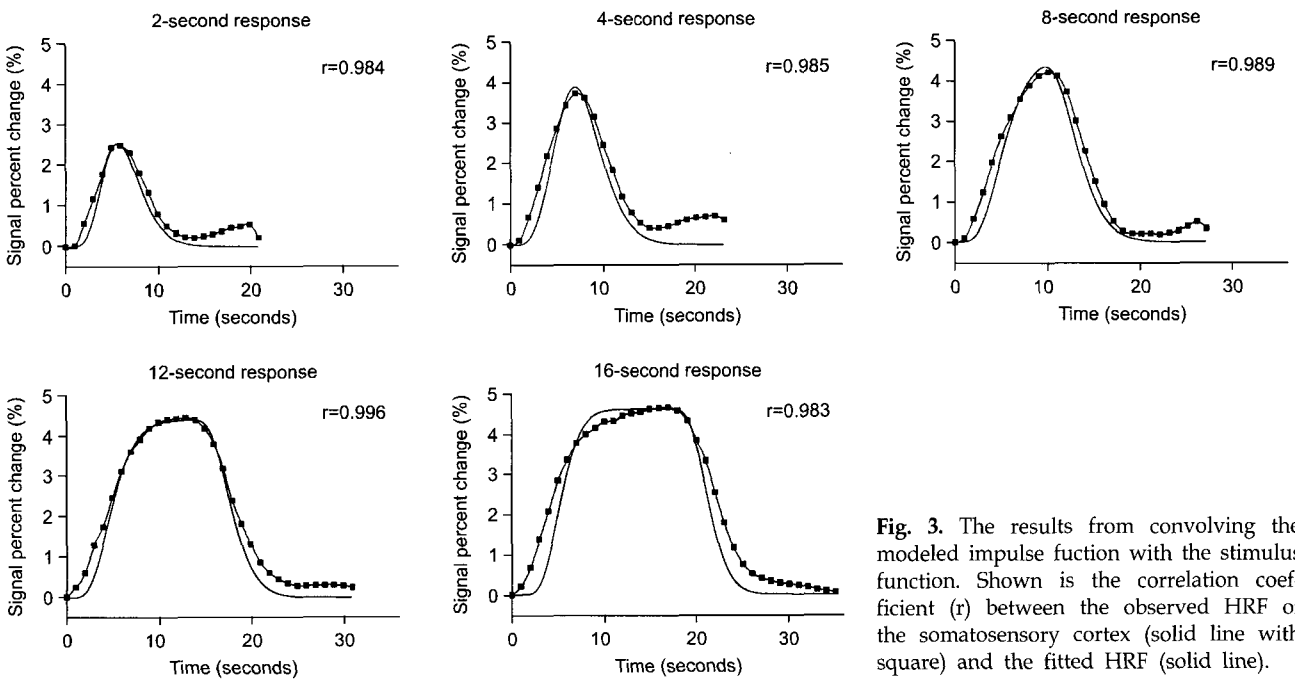 2-second response
Signal percent change (%)
5
4
3
2
1
0
r=0.984
0
10
20
30
Time (seconds)
4-second response
Signal percent change (%)
5
4
3
2
1
0
r=0.985
0
10
20
30
Time (seconds)
8-second response
Signal percent change (%)
5
4
3
2
1
0
r=0.989
0
10
20
30
Time (seconds)
12-second response
Signal percent change (%)
5
4
3
2
1
0
r=0.996
0
10
20
30
Time (seconds)
16-second response
Signal percent change (%)
5
4
3
2
1
0
r=0.983
0
10
20
30
Time (seconds)
Fig. 3. The results from convolving the
modeled impulse fuction with the stimulus
function. Shown is the correlation coef-
ficient (r) between the observed HRF of
the somatosensory cortex (solid line with
square) and the fitted HRF (solid line).